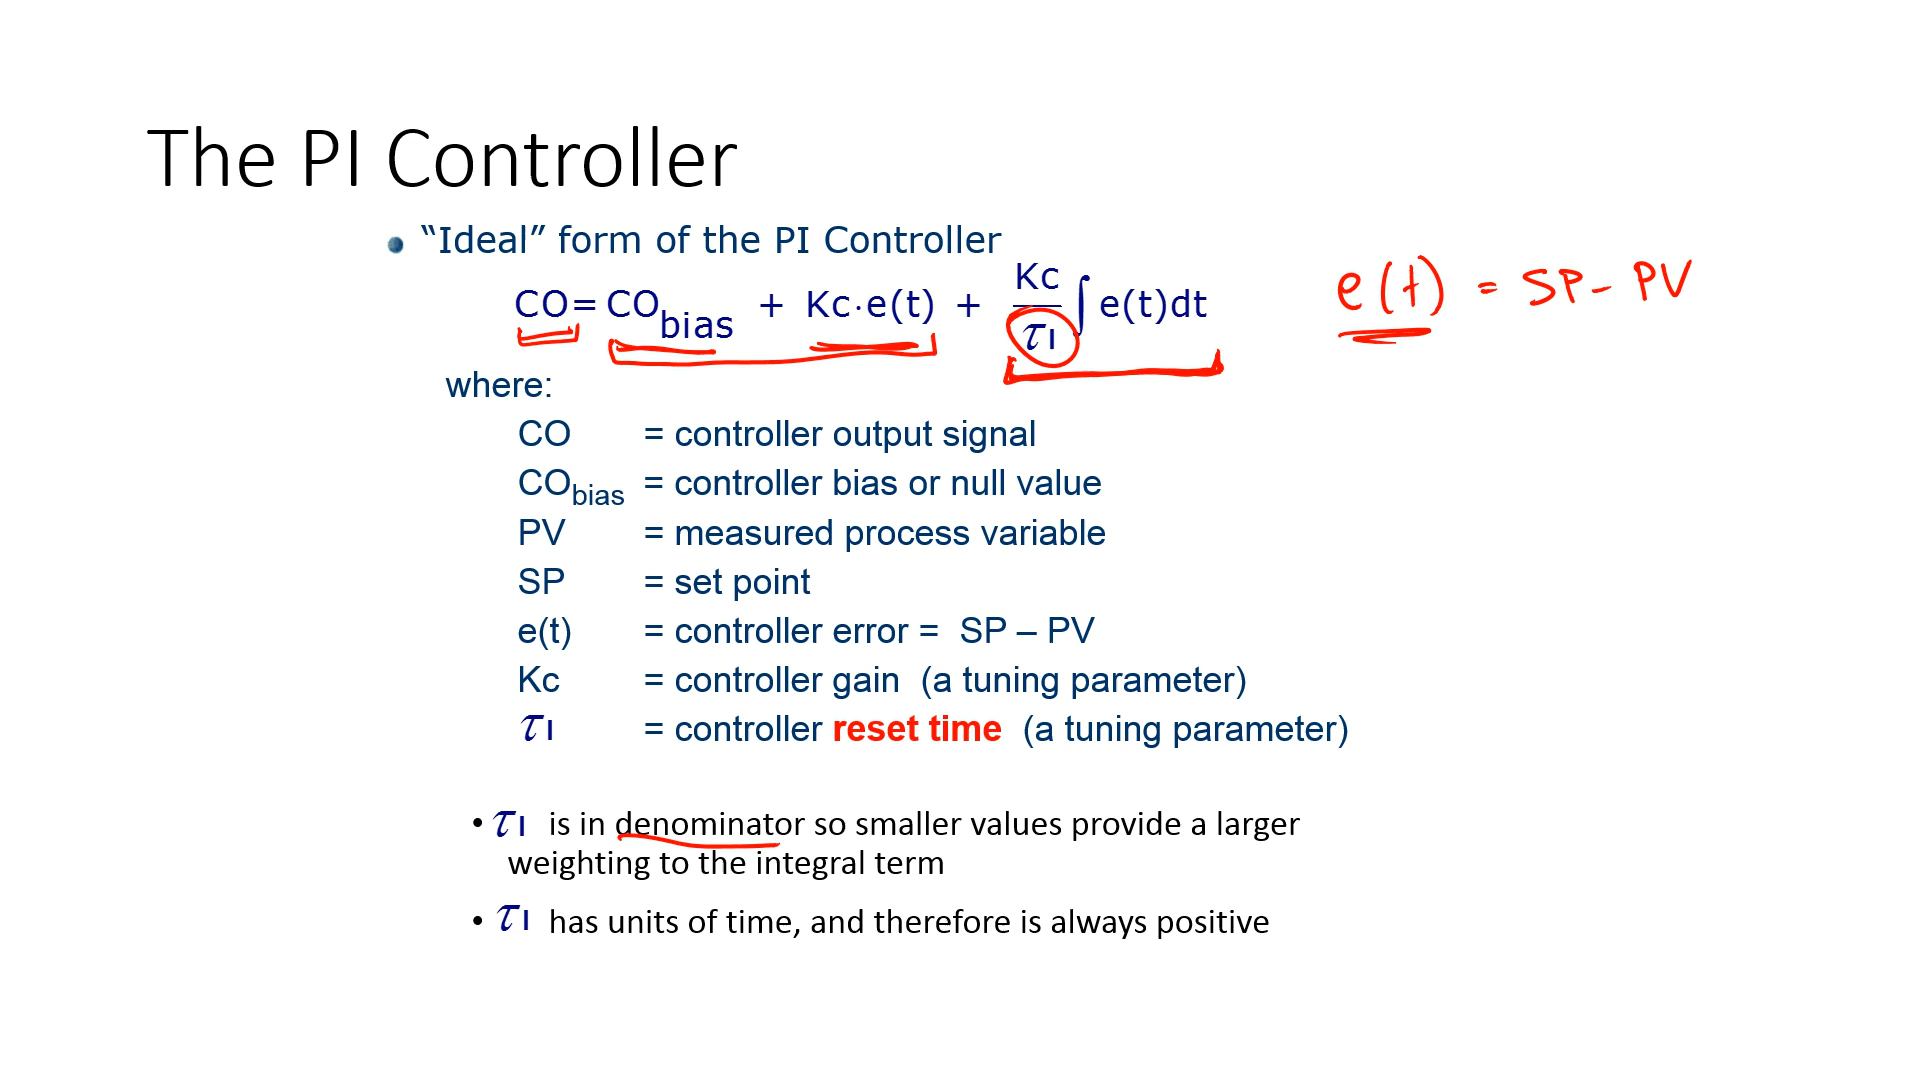 The PI Controller
“Ideal” form of the PI Controller
CO = CObias + Kc·e(t) + Kc/τI ∫ e(t)dt
e(t) = SP - PV
where:
CO = controller output signal
CObias = controller bias or null value
PV = measured process variable
SP = set point
e(t) = controller error = SP – PV
Kc = controller gain (a tuning parameter)
τI = controller reset time (a tuning parameter)
• τI is in denominator so smaller values provide a larger
weighting to the integral term
• τI has units of time, and therefore is always positive